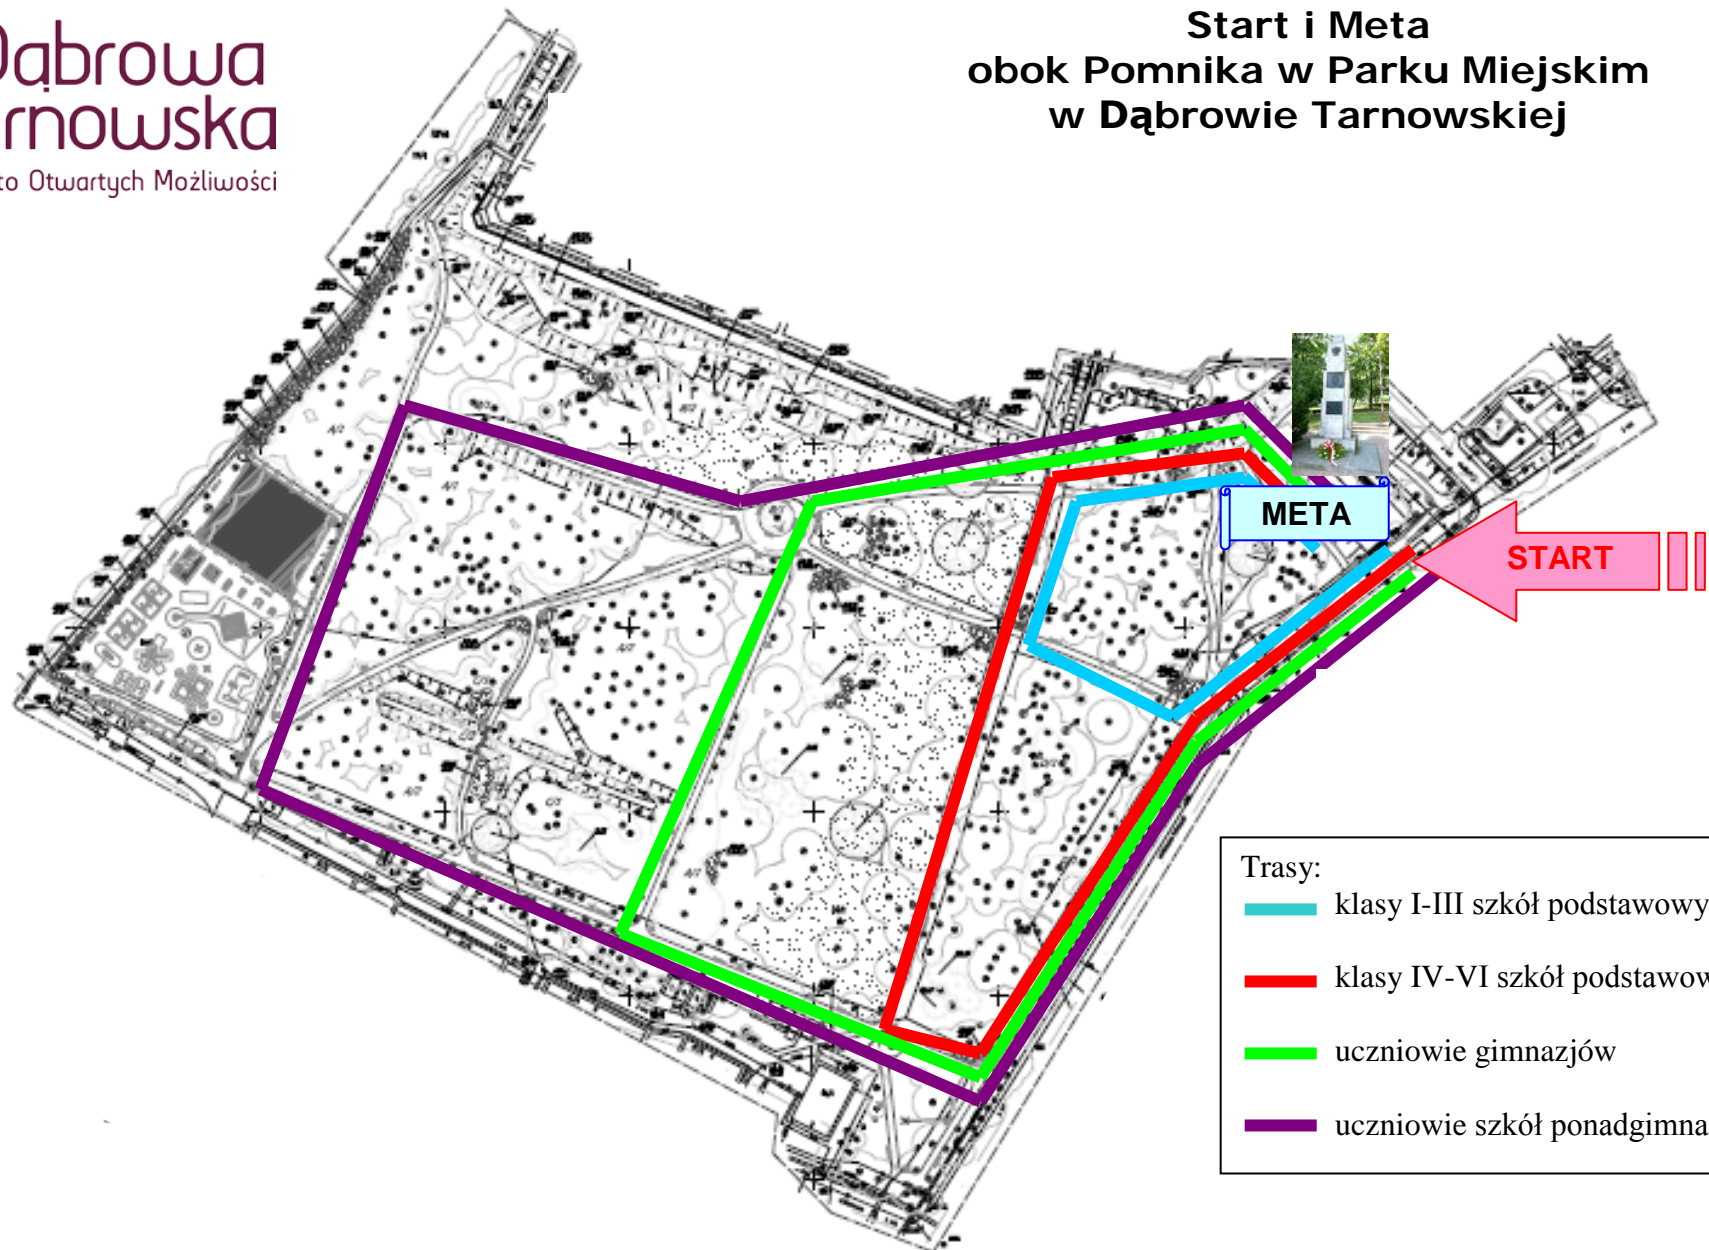 Dąbrowa
rnowska
to Otwartych Możliwości
Start i Meta
obok Pomnika w Parku Miejskim
w Dąbrowie Tarnowskiej
META
START
Trasy:
klasy I-III szkół podstawowy
klasy IV-VI szkół podstawow
uczniowie gimnazjów
uczniowie szkół ponadgimna